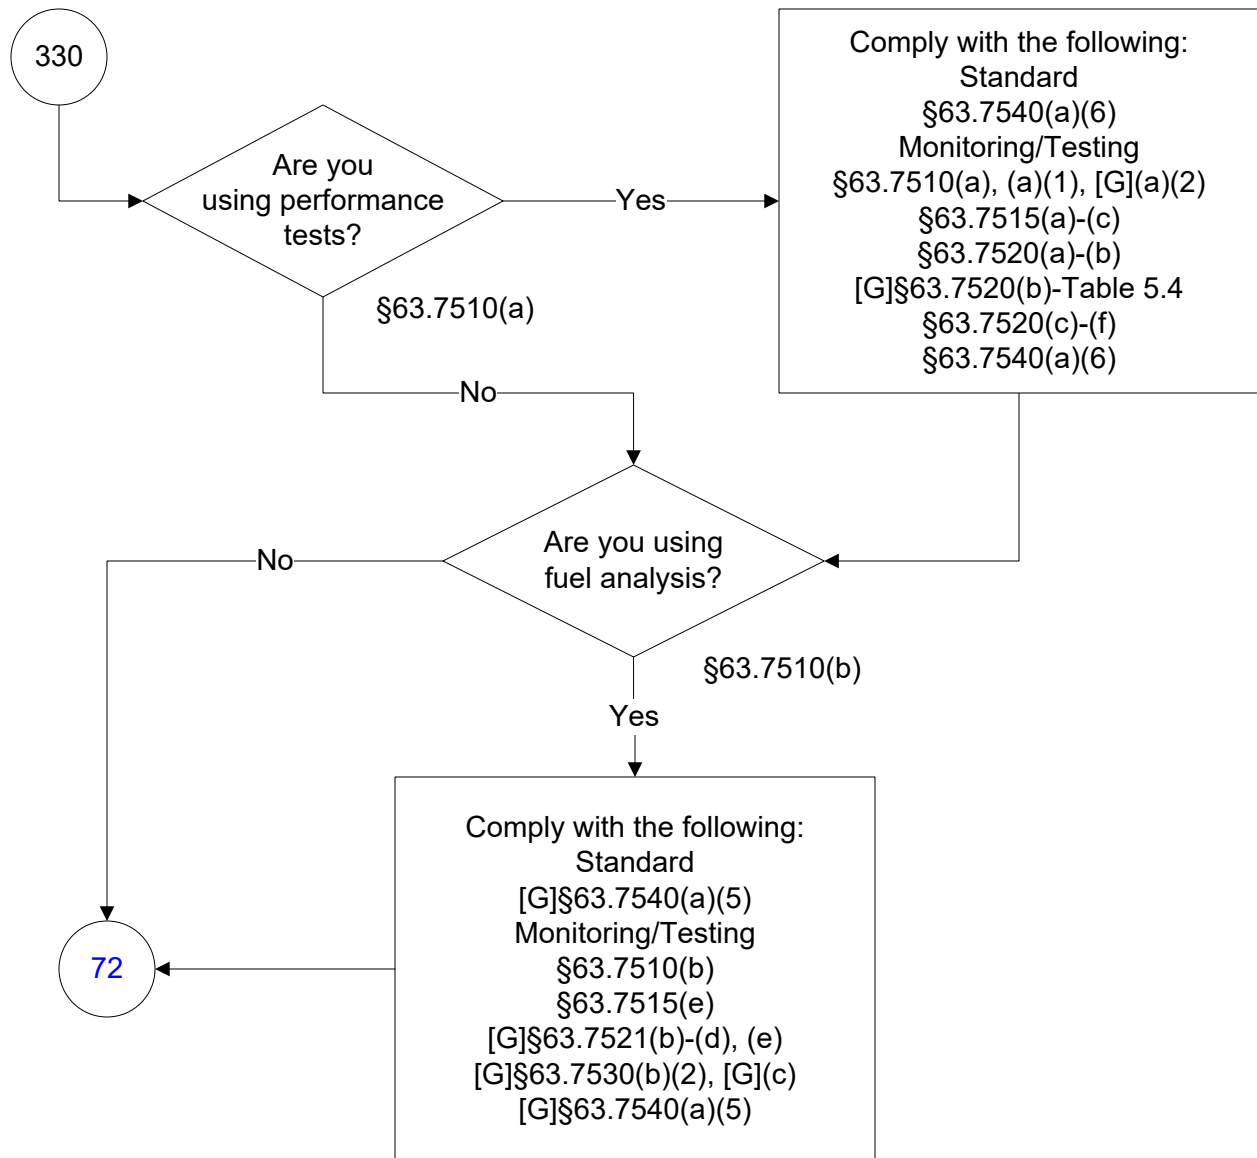 330
Are you
using performance
tests?
§63.7510(a)
Yes
Comply with the following:
Standard
§63.7540(a)(6)
Monitoring/Testing
§63.7510(a), (a)(1), [G](a)(2)
§63.7515(a)-(c)
§63.7520(a)-(b)
[G]§63.7520(b)-Table 5.4
§63.7520(c)-(f)
§63.7540(a)(6)
No
Are you using
fuel analysis?
§63.7510(b)
No
Yes
Comply with the following:
Standard
[G]§63.7540(a)(5)
Monitoring/Testing
§63.7510(b)
§63.7515(e)
[G]§63.7521(b)-(d), (e)
[G]§63.7530(b)(2), [G](c)
[G]§63.7540(a)(5)
72